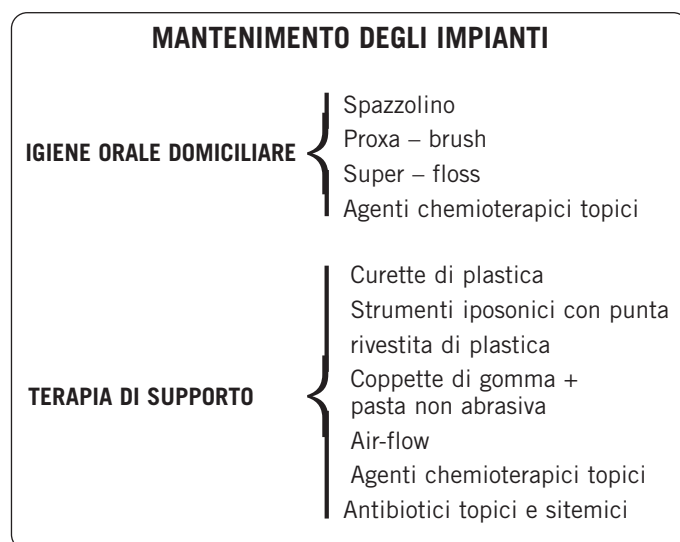 MANTENIMENTO DEGLI IMPIANTI
IGIENE ORALE DOMICILIARE
Spazzolino
Proxa – brush
Super – floss
Agenti chemioterapici topici
TERAPIA DI SUPPORTO
Curette di plastica
Strumenti iposonici con punta
rivestita di plastica
Coppette di gomma +
pasta non abrasiva
Air-flow
Agenti chemioterapici topici
Antibiotici topici e sitemici